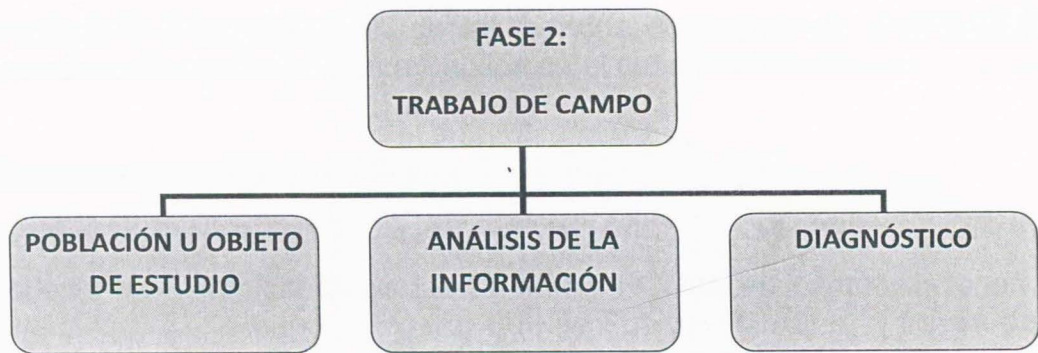 FASE 2:
TRABAJO DE CAMPO
POBLACIÓN U OBJETO
DE ESTUDIO
ANÁLISIS DE LA
INFORMACIÓN
DIAGNÓSTICO